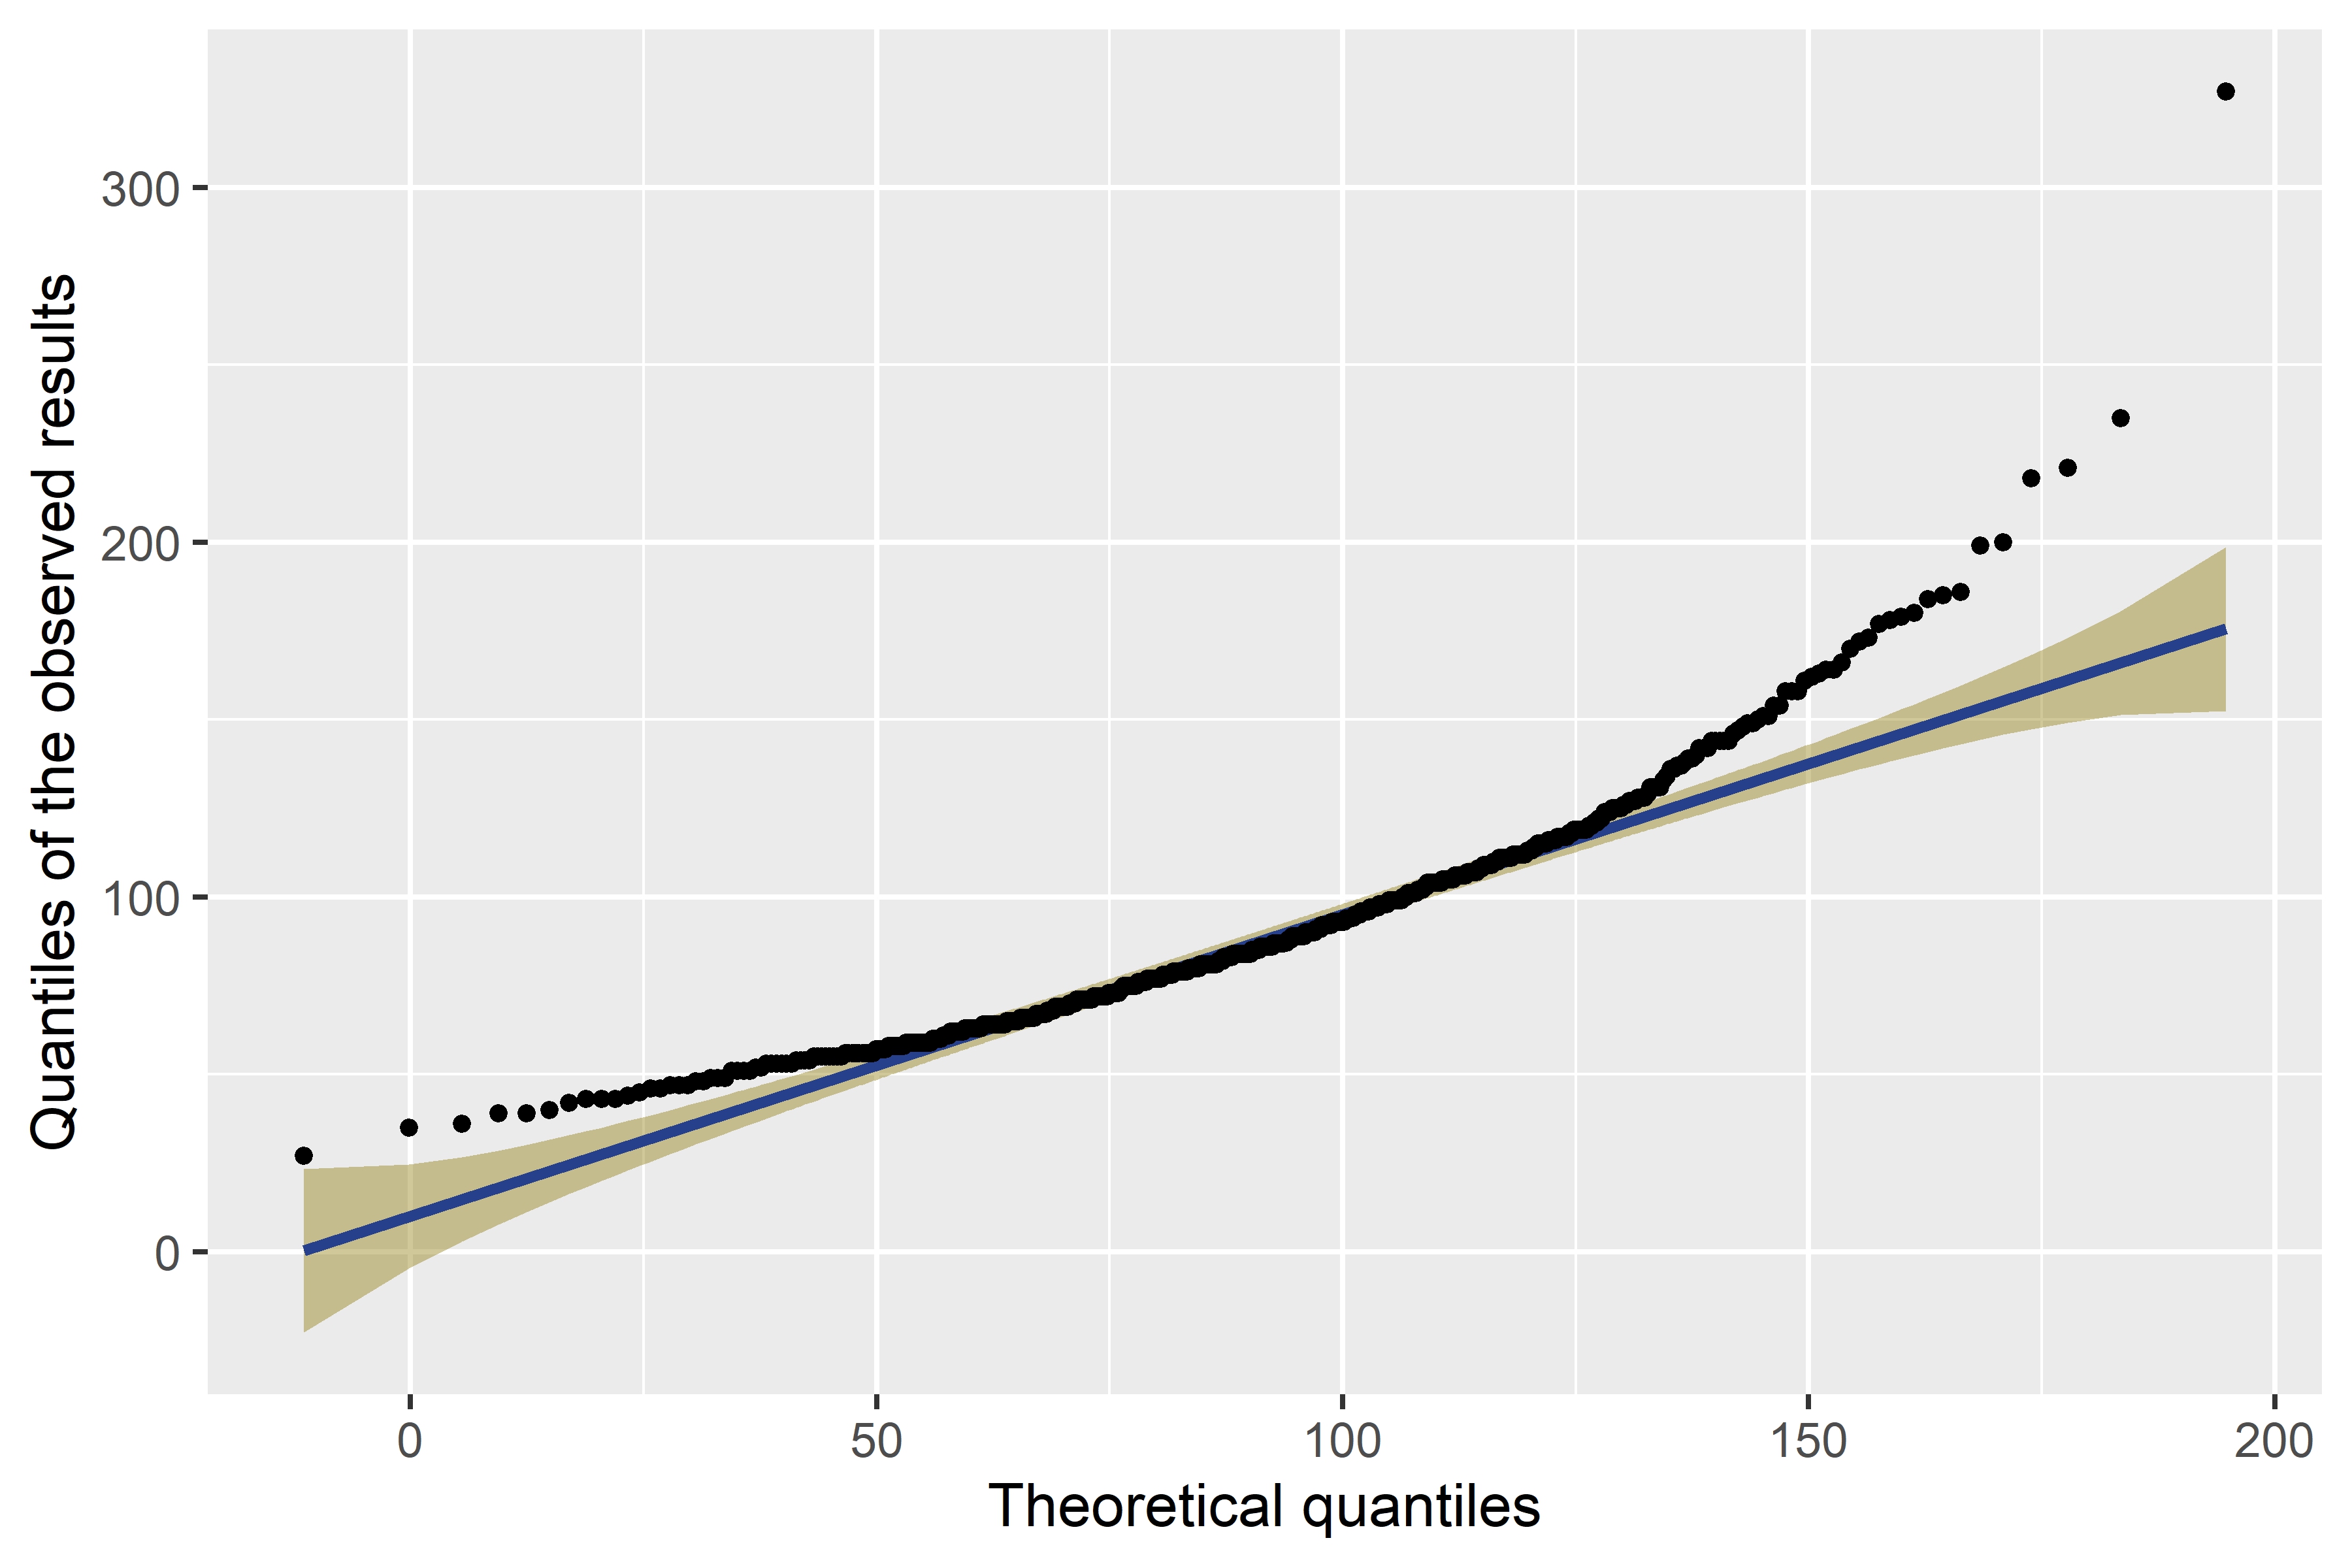 Quantiles of the observed results
300
200
100
0
0 50 100 150 200
Theoretical quantiles